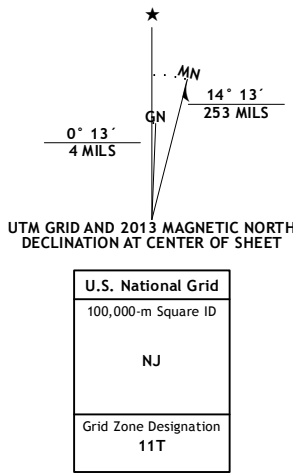 ★
MN
GN
14° 13´
253 MILS
0° 13´
4 MILS
UTM GRID AND 2013 MAGNETIC NORTH
DECLINATION AT CENTER OF SHEET
U.S. National Grid
100,000-m Square ID
NJ
Grid Zone Designation
11T